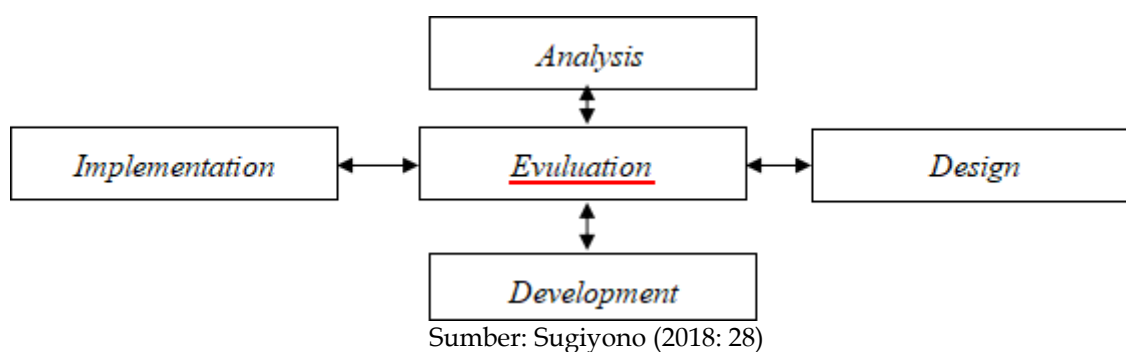 Analysis
Implementation
Evuluation
Design
Development
Sumber: Sugiyono (2018: 28)